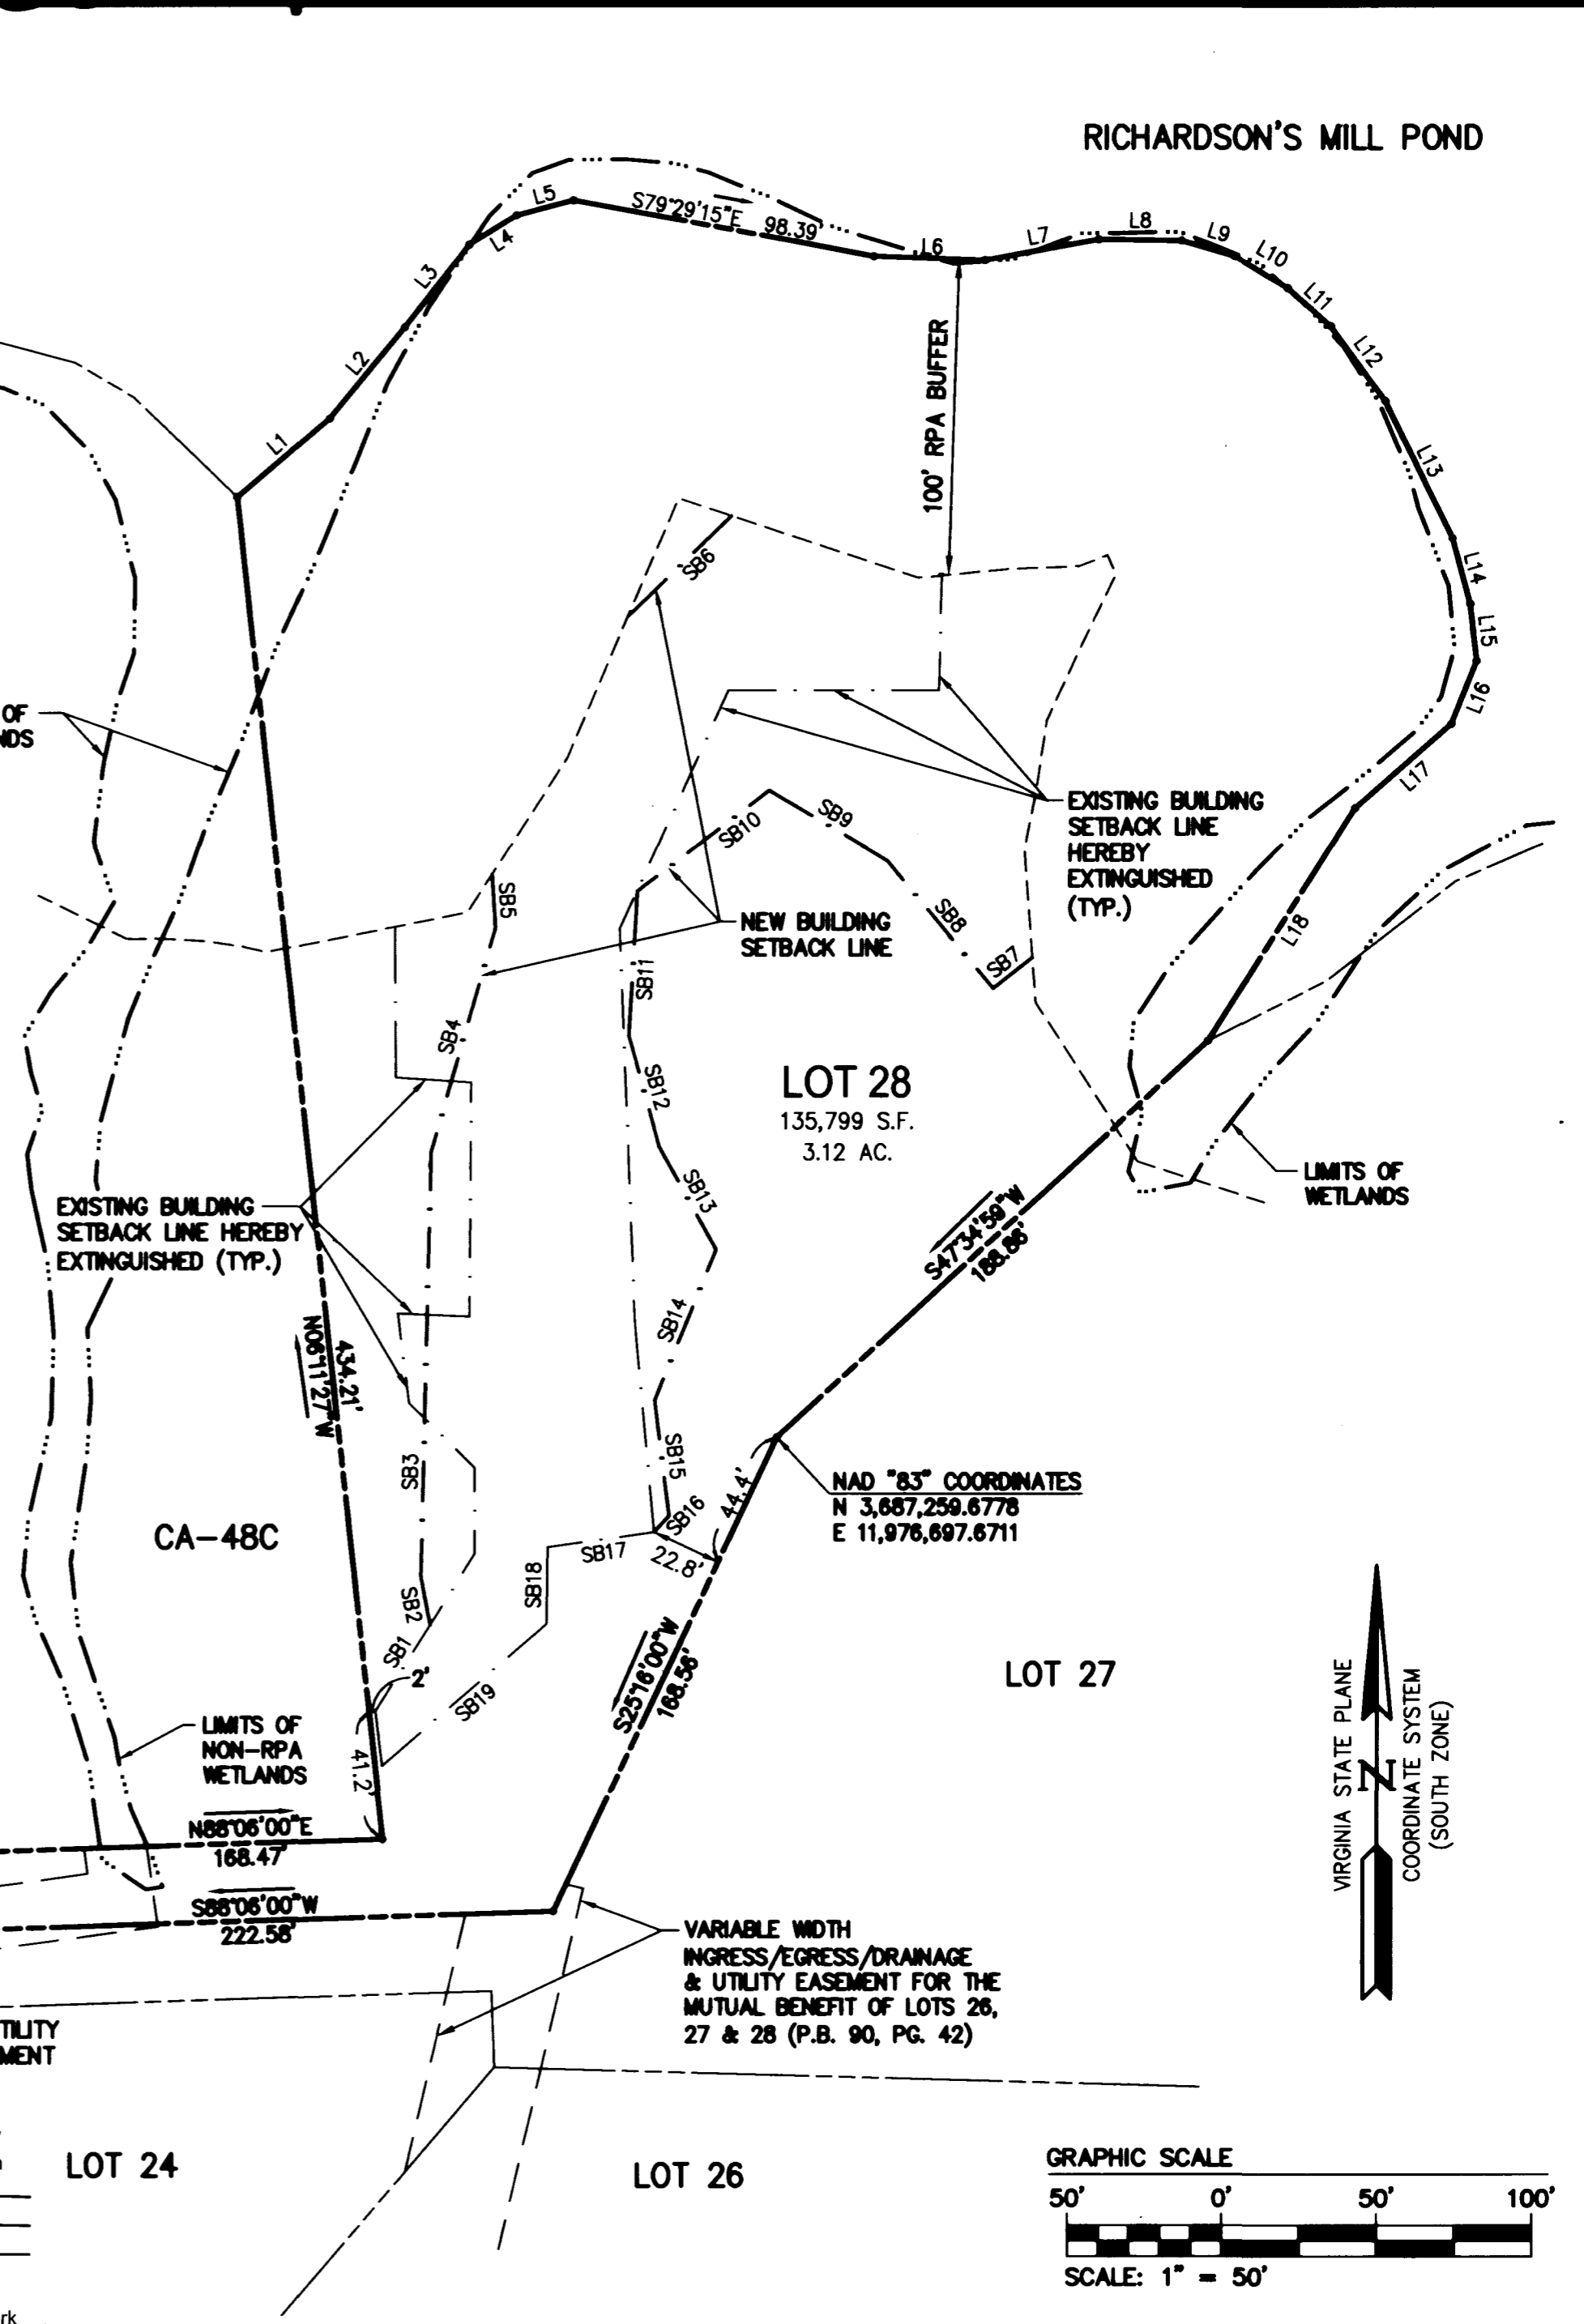 RICHARDSON'S MILL POND
L5
S79°29'15"E 98.39'
L4
L3
L2
L1
L6
L7
L8
L9
L10
L11
L12
L13
L14
L15
L16
L17
L18
100' RPA BUFFER
SB6
OF
EXISTING BUILDING
SETBACK LINE
HEREBY
EXTINGUISHED
(TYP.)
SB10
SB9
SB8
SB7
SB5
NEW BUILDING
SETBACK LINE
SB11
SB4
SB12
LOT 28
135,799 S.F.
3.12 AC.
LIMITS OF
WETLANDS
SB13
EXISTING BUILDING
SETBACK LINE HEREBY
EXTINGUISHED (TYP.)
S47°34'59"W
188.86'
SB14
N06°11'27"W
434.21'
SB3
SB15
SB16
44.4'
NAD "83" COORDINATES
N 3,687,259.6778
E 11,976,697.6711
CA-48C
SB17
22.8'
SB18
SB2
SB1
2'
SB19
S25°16'00"W
168.56'
LOT 27
LIMITS OF
NON-RPA
WETLANDS
41.2'
VIRGINIA STATE PLANE
N
COORDINATE SYSTEM
(SOUTH ZONE)
N88°06'00"E
168.47'
S88°06'00"W
222.58'
VARIABLE WIDTH
INGRESS/EGRESS/DRAINAGE
& UTILITY EASEMENT FOR THE
MUTUAL BENEFIT OF LOTS 26,
27 & 28 (P.B. 90, PG. 42)
LOT 24
LOT 26
GRAPHIC SCALE
50' 0' 50' 100'
SCALE: 1" = 50'